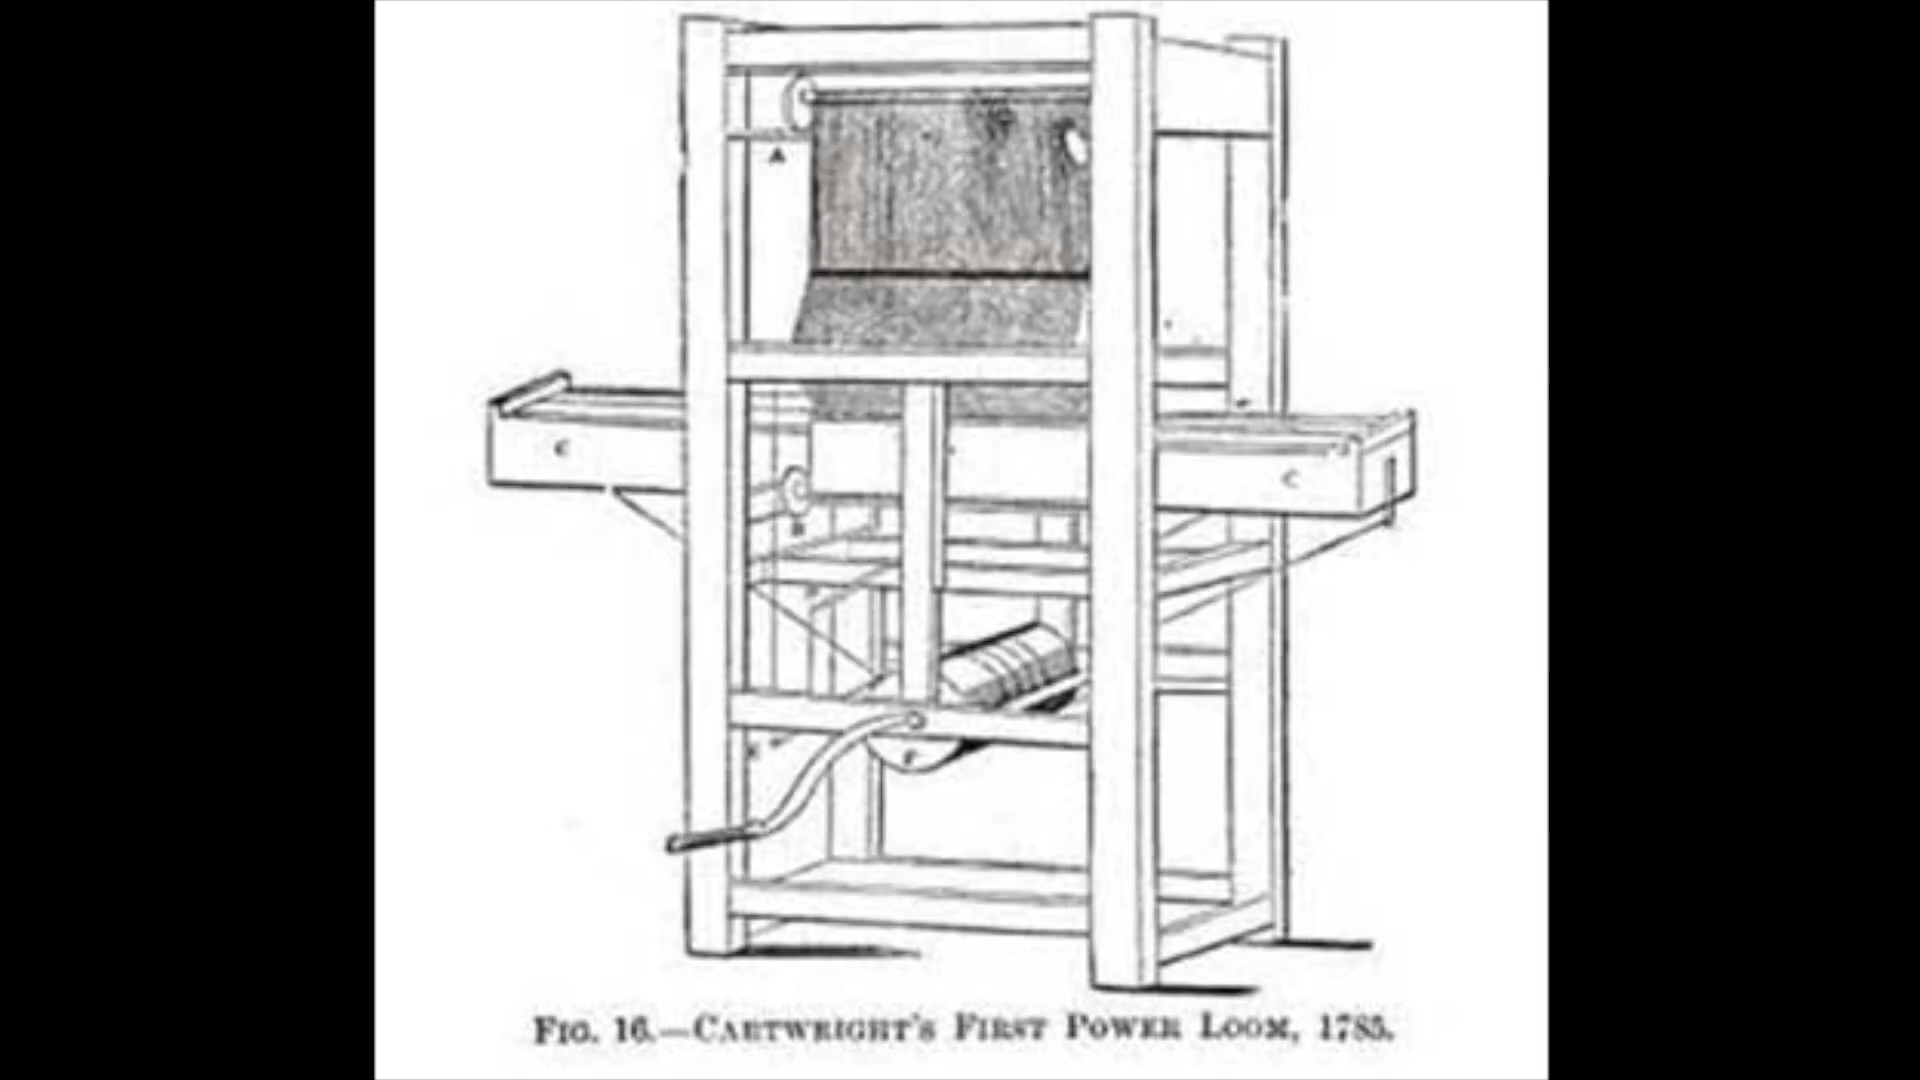 A
C
C
B
F
FIG. 16.—CARTWRIGHT'S FIRST POWER LOOM, 1785.